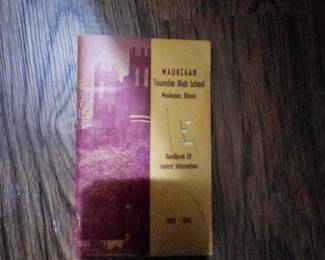 WAUKEGAN
Township High School
Waukegan, Illinois
Handbook Of
Student Information